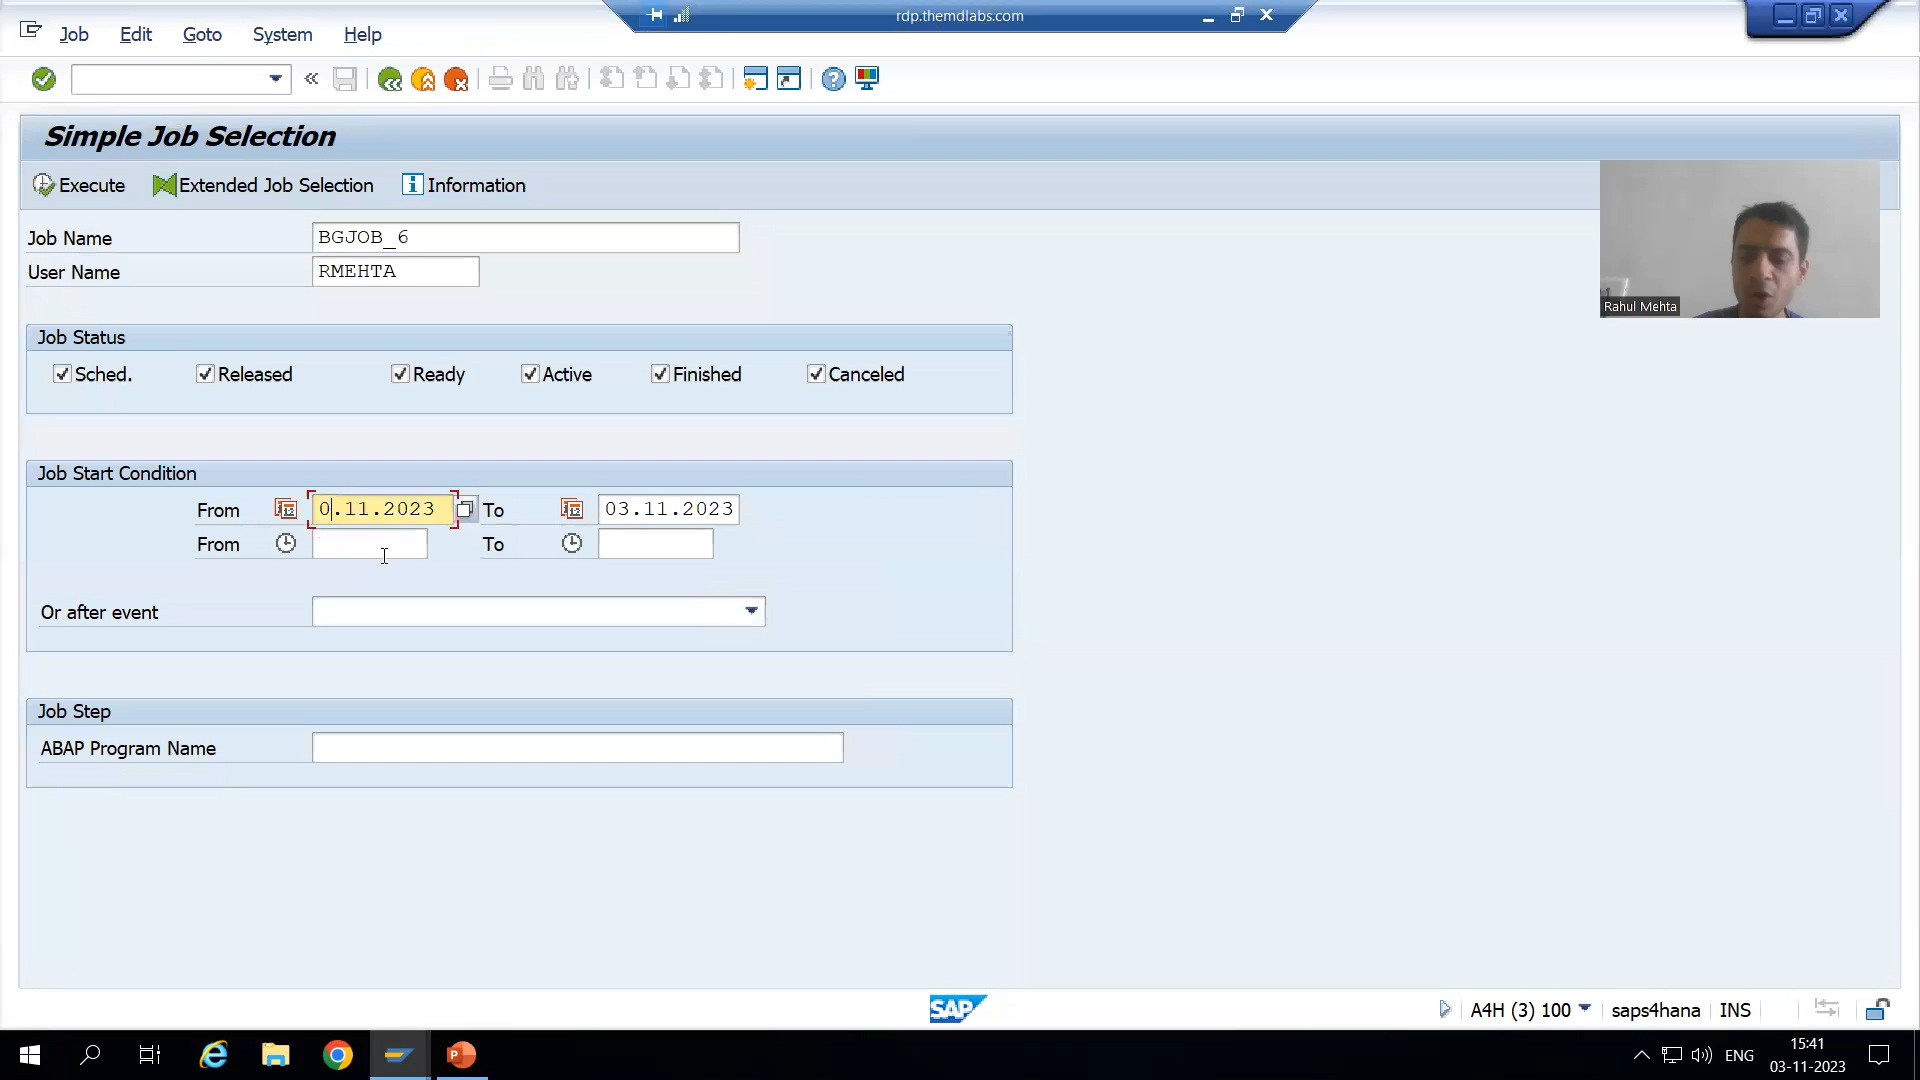 rdp.themdlabs.com
Job Edit Goto System Help
Simple Job Selection
Execute Extended Job Selection Information
Job Name BGJOB_6
User Name RMEHTA
Rahul Mehta
Job Status
Sched. Released Ready Active Finished Canceled
Job Start Condition
From 0.11.2023 To 03.11.2023
From To
Or after event
Job Step
ABAP Program Name
SAP A4H (3) 100 saps4hana INS
ENG 15:41
03-11-2023